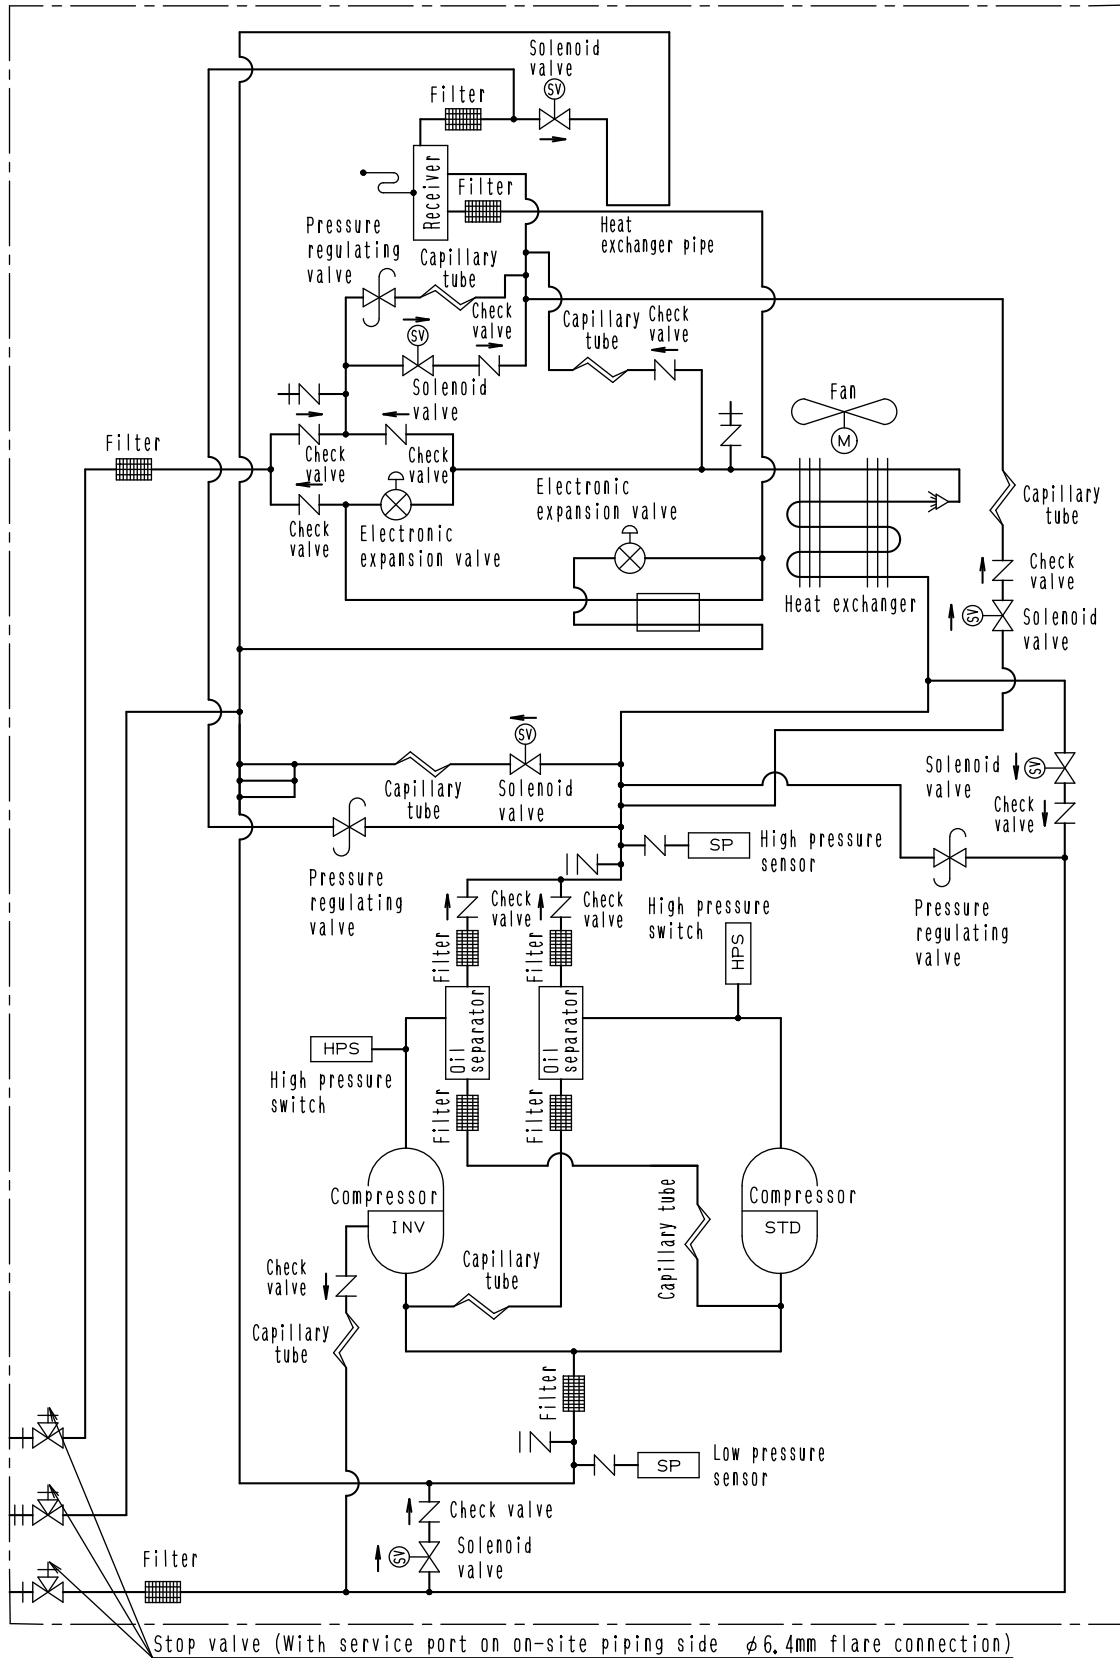 Solenoid
valve
SV
Filter
Receiver
Filter
Heat
exchanger pipe
Pressure
regulating
valve
Capillary
tube
SV
Check
valve
Solenoid
valve
Capillary
tube
Check
valve
Fan
M
Filter
Check
valve
Check
valve
Check
valve
Electronic
expansion valve
Electronic
expansion valve
Heat exchanger
Capillary
tube
Check
valve
SV
Solenoid
valve
SV
Capillary
tube
Solenoid
valve
Solenoid
valve
SV
Check
valve
SP
High pressure
sensor
Pressure
regulating
valve
Check
valve
Check
valve
High pressure
switch
HPS
Pressure
regulating
valve
Filter
Filter
Oil
separator
Oil
separator
HPS
High pressure
switch
Filter
Filter
Compressor
INV
Compressor
STD
Capillary tube
Check
valve
Capillary
tube
Capillary
tube
Filter
SP
Low pressure
sensor
Check valve
SV
Solenoid
valve
Filter
Stop valve (With service port on on-site piping side φ6.4mm flare connection)